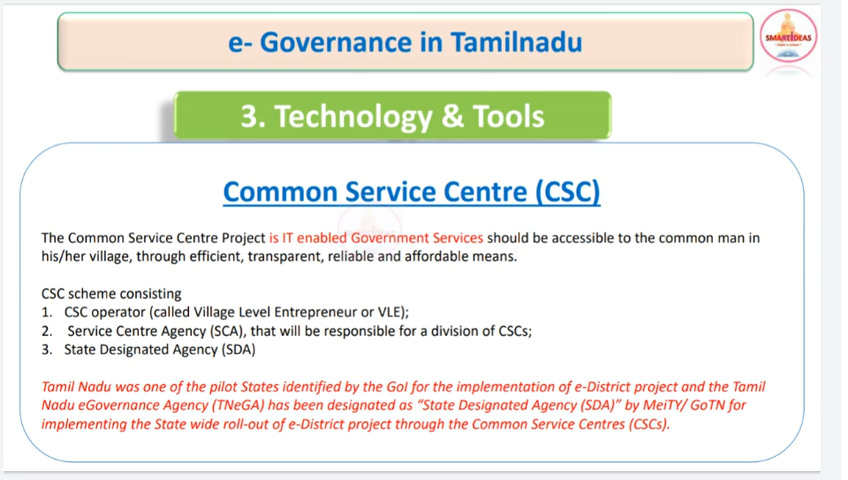 e- Governance in Tamilnadu
SMARTIDEAS
3. Technology & Tools
Common Service Centre (CSC)
The Common Service Centre Project is IT enabled Government Services should be accessible to the common man in
his/her village, through efficient, transparent, reliable and affordable means.
CSC scheme consisting
1. CSC operator (called Village Level Entrepreneur or VLE);
2. Service Centre Agency (SCA), that will be responsible for a division of CSCs;
3. State Designated Agency (SDA)
Tamil Nadu was one of the pilot States identified by the GoI for the implementation of e-District project and the Tamil
Nadu eGovernance Agency (TNeGA) has been designated as “State Designated Agency (SDA)” by MeiTY/ GoTN for
implementing the State wide roll-out of e-District project through the Common Service Centres (CSCs).